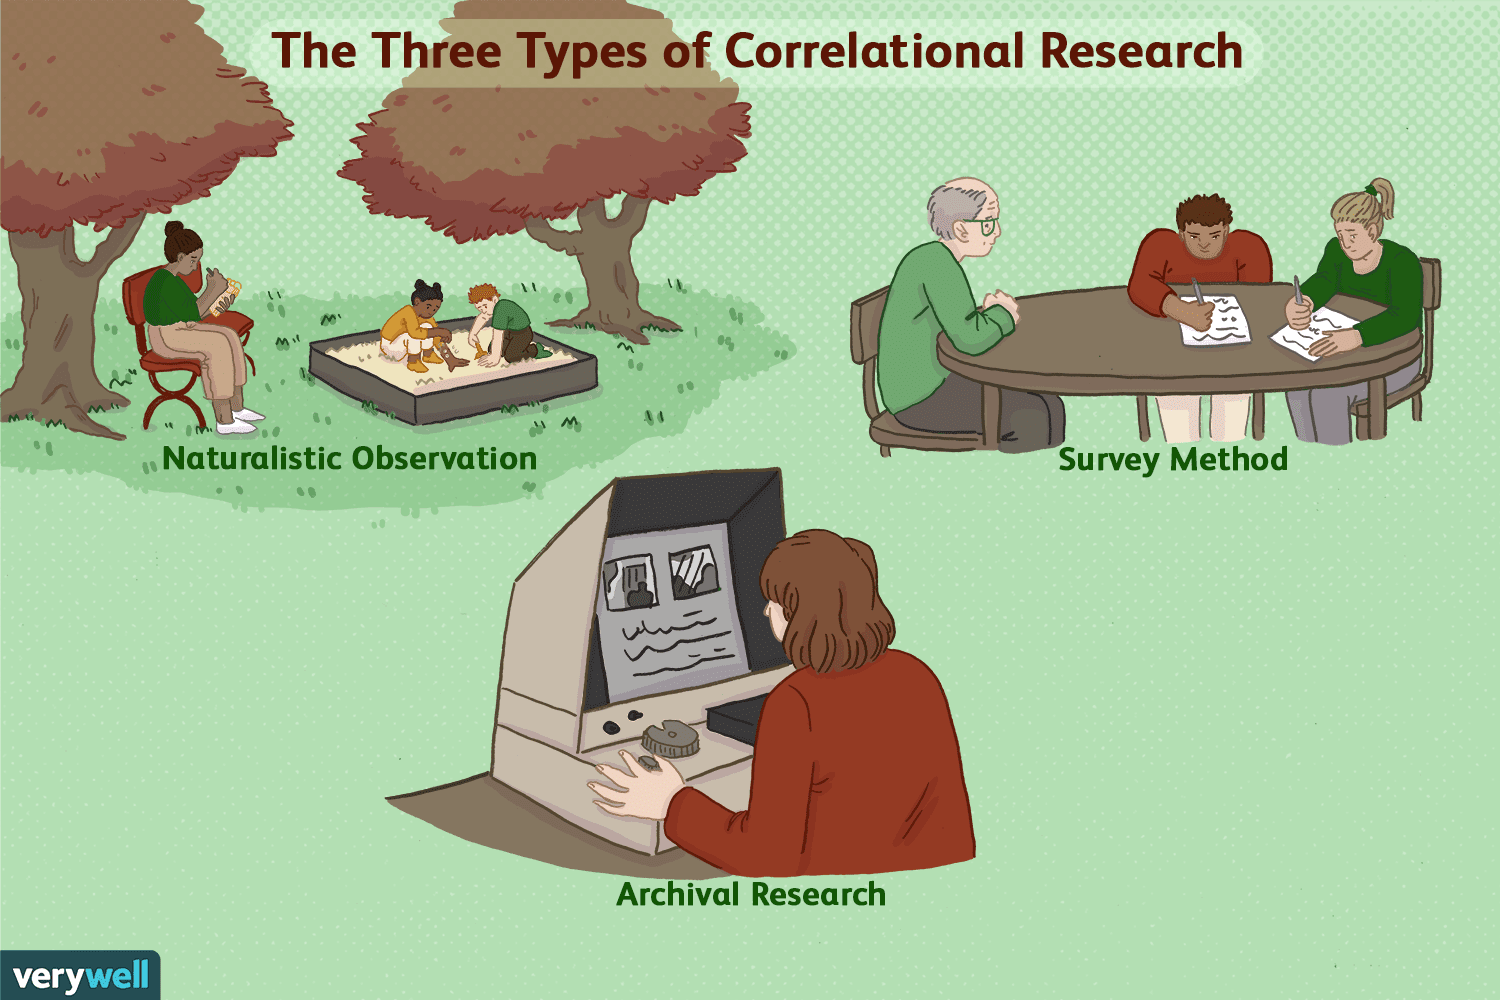 The Three Types of Correlational Research
Naturalistic Observation
Survey Method
Archival Research
verywell